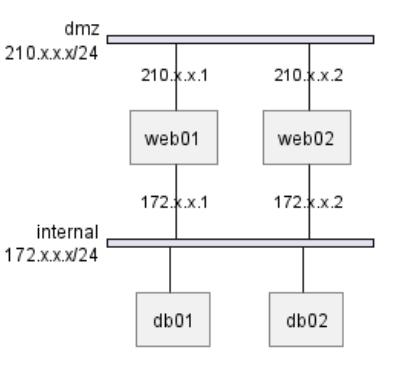 dmz
210.x.x.x/24
210.x.x.1
210.x.x.2
web01
web02
172.x.x.1
172.x.x.2
internal
172.x.x.x/24
db01
db02